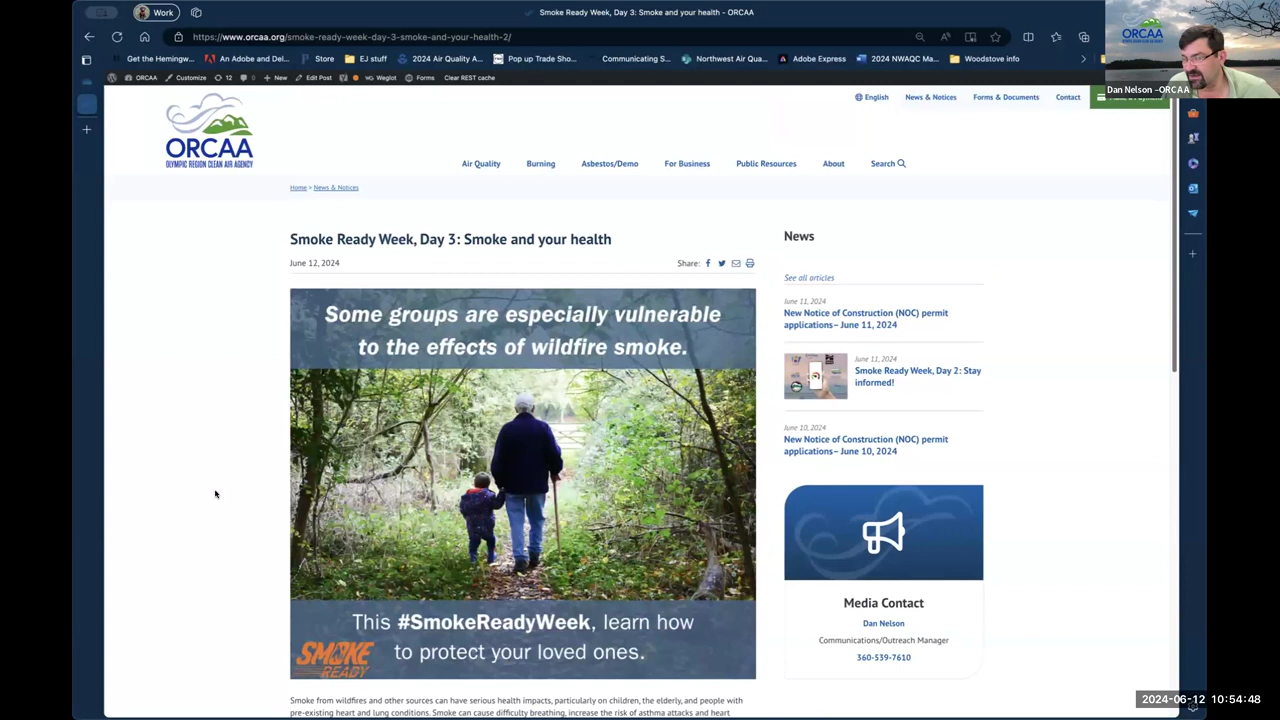 Work
Smoke Ready Week, Day 3: Smoke and your health - ORCAA
https://www.orcaa.org/smoke-ready-week-day-3-smoke-and-your-health-2/
Get the Hemingw...
An Adobe and Del...
Store
EJ stuff
2024 Air Quality A...
Pop up Trade Sho...
Communicating S...
Northwest Air Qua...
Adobe Express
2024 NWAQC Ma...
Woodstove info
ORCAA
Customize
12
0
New
Edit Post
Weglot
Forms
Clear REST cache
ORCAA
Dan Nelson -ORCAA
English
News & Notices
Forms & Documents
Contact
ORCAA
OLYMPIC REGION CLEAN AIR AGENCY
Air Quality
Burning
Asbestos/Demo
For Business
Public Resources
About
Search
Home > News & Notices
Smoke Ready Week, Day 3: Smoke and your health
June 12, 2024
Share:
Some groups are especially vulnerable
to the effects of wildfire smoke.
This #SmokeReadyWeek, learn how
to protect your loved ones.
SMOKE
READY
Smoke from wildfires and other sources can have serious health impacts, particularly on children, the elderly, and people with
pre-existing heart and lung conditions. Smoke can cause difficulty breathing, increase the risk of asthma attacks and heart
News
See all articles
June 11, 2024
New Notice of Construction (NOC) permit
applications– June 11, 2024
June 11, 2024
Smoke Ready Week, Day 2: Stay
informed!
June 10, 2024
New Notice of Construction (NOC) permit
applications– June 10, 2024
Media Contact
Dan Nelson
Communications/Outreach Manager
360-539-7610
2024-06-12 10:54:48